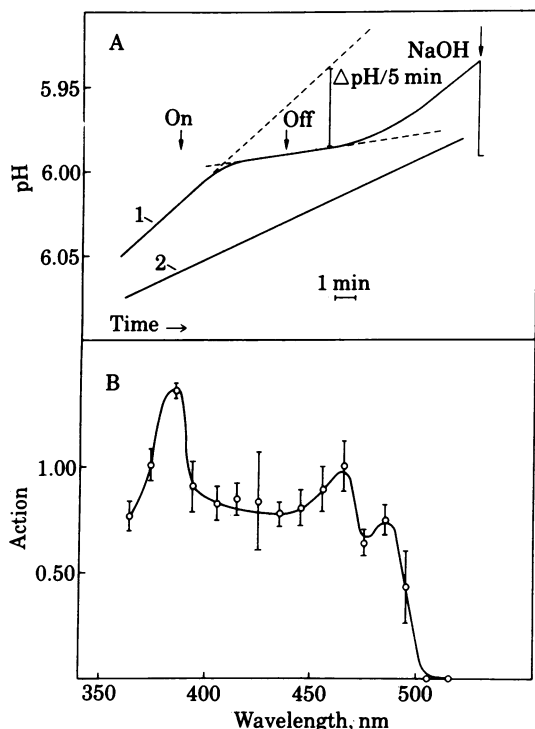 A
NaOH
5.95
ΔpH/5 min
On
Off
6.00
pH
1
6.05
2
1 min
Time →
B
1.00
Action
0.50
350
400
450
500
Wavelength, nm